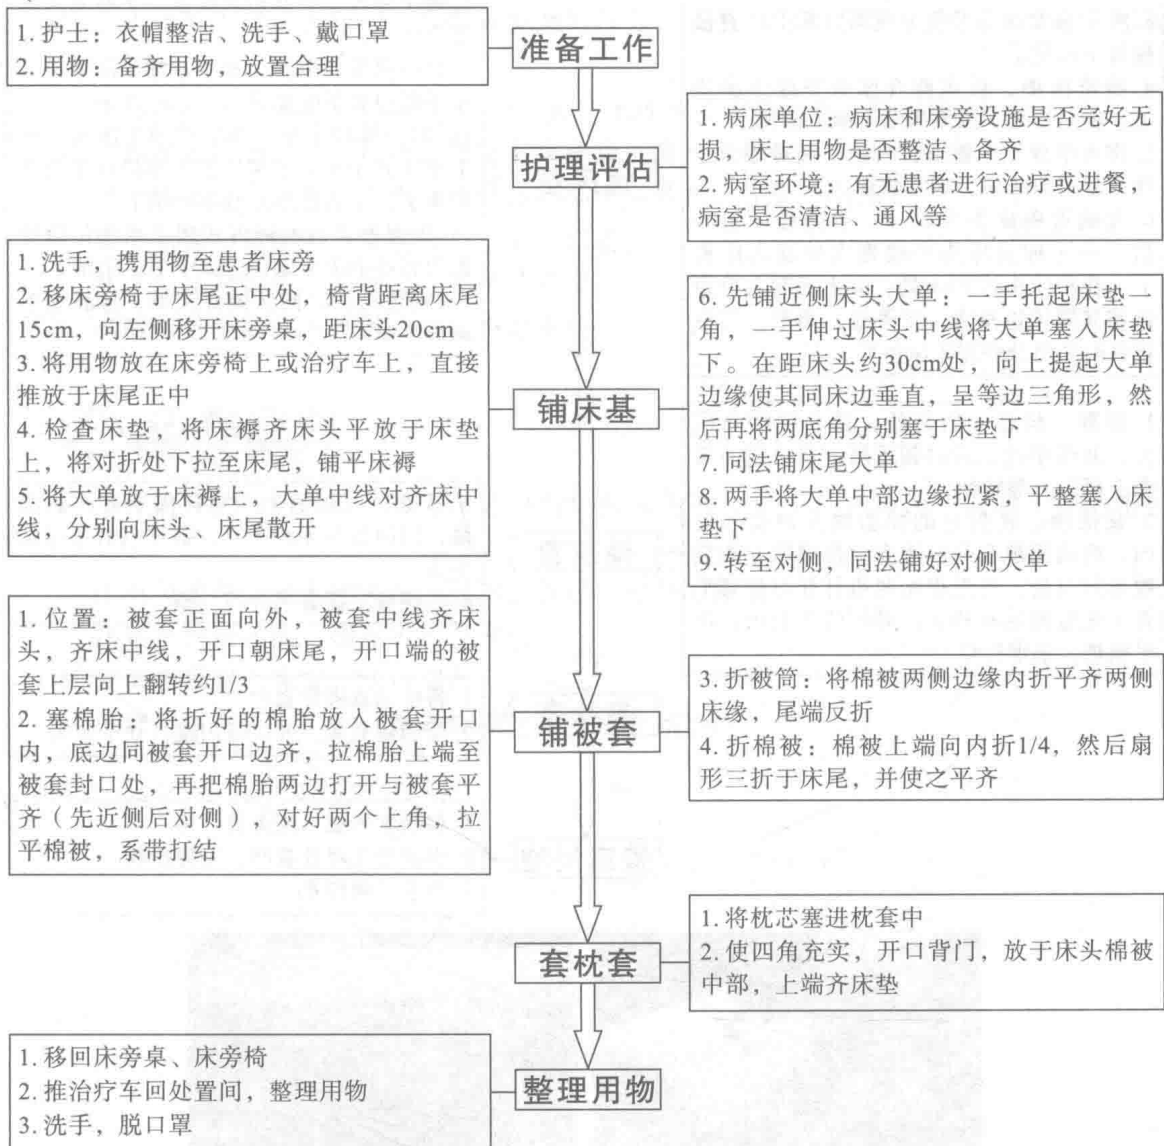 1. 护士：衣帽整洁、洗手、戴口罩
2. 用物：备齐用物，放置合理
准备工作
护理评估
1. 病床单位：病床和床旁设施是否完好无
损，床上用物是否整洁、备齐
2. 病室环境：有无患者进行治疗或进餐，
病室是否清洁、通风等
1. 洗手，携用物至患者床旁
2. 移床旁椅于床尾正中处，椅背距离床尾
15cm，向左侧移开床旁桌，距床头20cm
3. 将用物放在床旁椅上或治疗车上，直接
推放于床尾正中
4. 检查床垫，将床褥齐床头平放于床垫
上，将对折处下拉至床尾，铺平床褥
5. 将大单放于床褥上，大单中线对齐床中
线，分别向床头、床尾散开
铺床基
6. 先铺近侧床头大单：一手托起床垫一
角，一手伸过床头中线将大单塞人床垫
下。在距床头约30cm处，向上提起大单
边缘使其同床边垂直，呈等边三角形，然
后再将两底角分别塞于床垫下
7. 同法铺床尾大单
8. 两手将大单中部边缘拉紧，平整塞人床
垫下
9. 转至对侧，同法铺好对侧大单
1. 位置：被套正面向外，被套中线齐床
头，齐床中线，开口朝床尾，开口端的被
套上层向上翻转约1/3
2. 塞棉胎：将折好的棉胎放人被套开口
内，底边同被套开口边齐，拉棉胎上端至
被套封口处，再把棉胎两边打开与被套平
齐（先近侧后对侧），对好两个上角，拉
平棉被，系带打结
铺被套
3. 折被筒：将棉被两侧边缘内折平齐两侧
床缘，尾端反折
4. 折棉被：棉被上端向内折1/4，然后扇
形三折于床尾，并使之平齐
套枕套
1. 将枕芯塞进枕套中
2. 使四角充实，开口背门，放于床头棉被
中部，上端齐床垫
1. 移回床旁桌、床旁椅
2. 推治疗车回处置间，整理用物
3. 洗手，脱口罩
整理用物